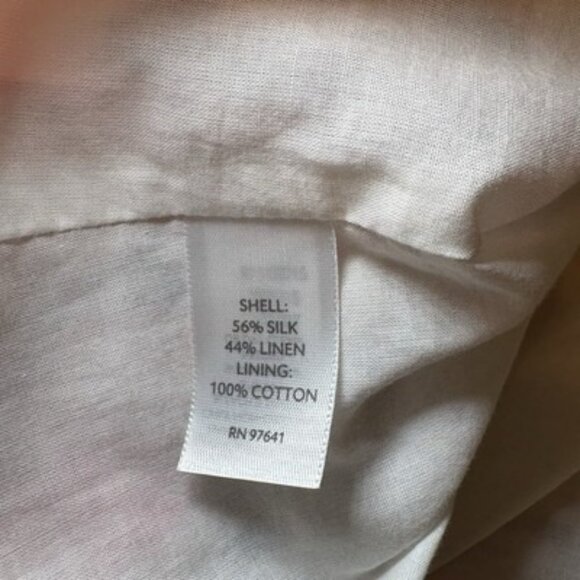 SHELL:
56% SILK
44% LINEN
LINING:
100% COTTON
RN 97641